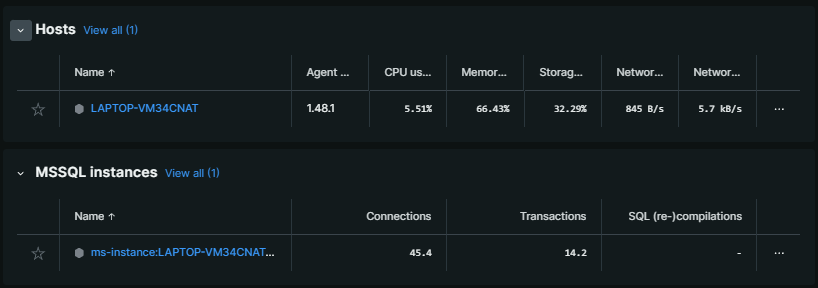 Hosts View all (1)
Name ↑ Agent ... CPU us... Memor... Storag... Networ... Networ...
LAPTOP-VM34CNAT 1.48.1 5.51% 66.43% 32.29% 845 B/s 5.7 kB/s ...
MSSQL instances View all (1)
Name ↑ Connections Transactions SQL (re-)compilations
ms-instance:LAPTOP-VM34CNAT... 45.4 14.2 - ...